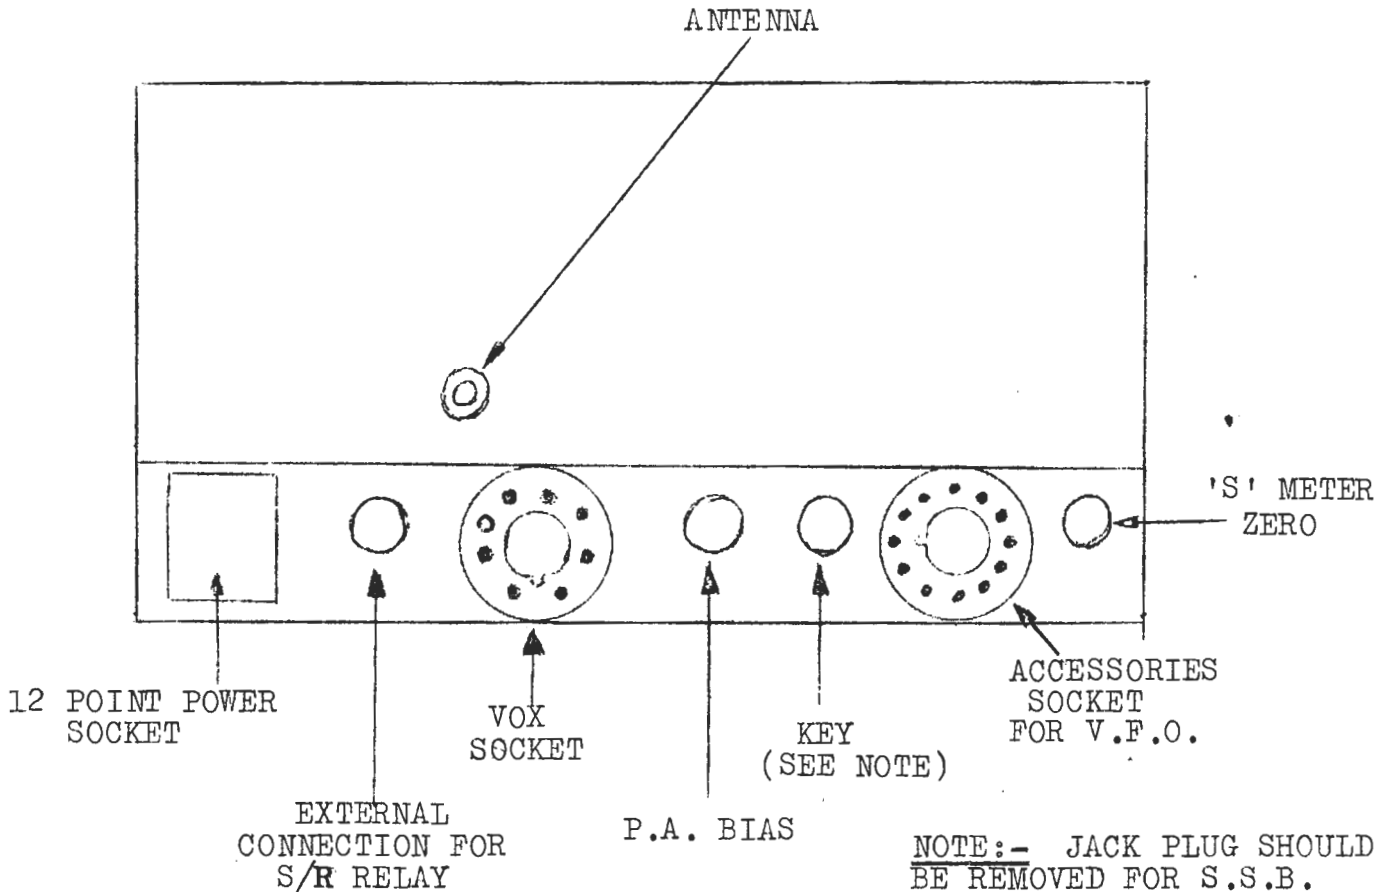 ANTENNA
'S' METER
ZERO
12 POINT POWER
SOCKET
EXTERNAL
CONNECTION FOR
S/R RELAY
VOX
SOCKET
P.A. BIAS
KEY
(SEE NOTE)
ACCESSORIES
SOCKET
FOR V.F.O.
NOTE:- JACK PLUG SHOULD
BE REMOVED FOR S.S.B.